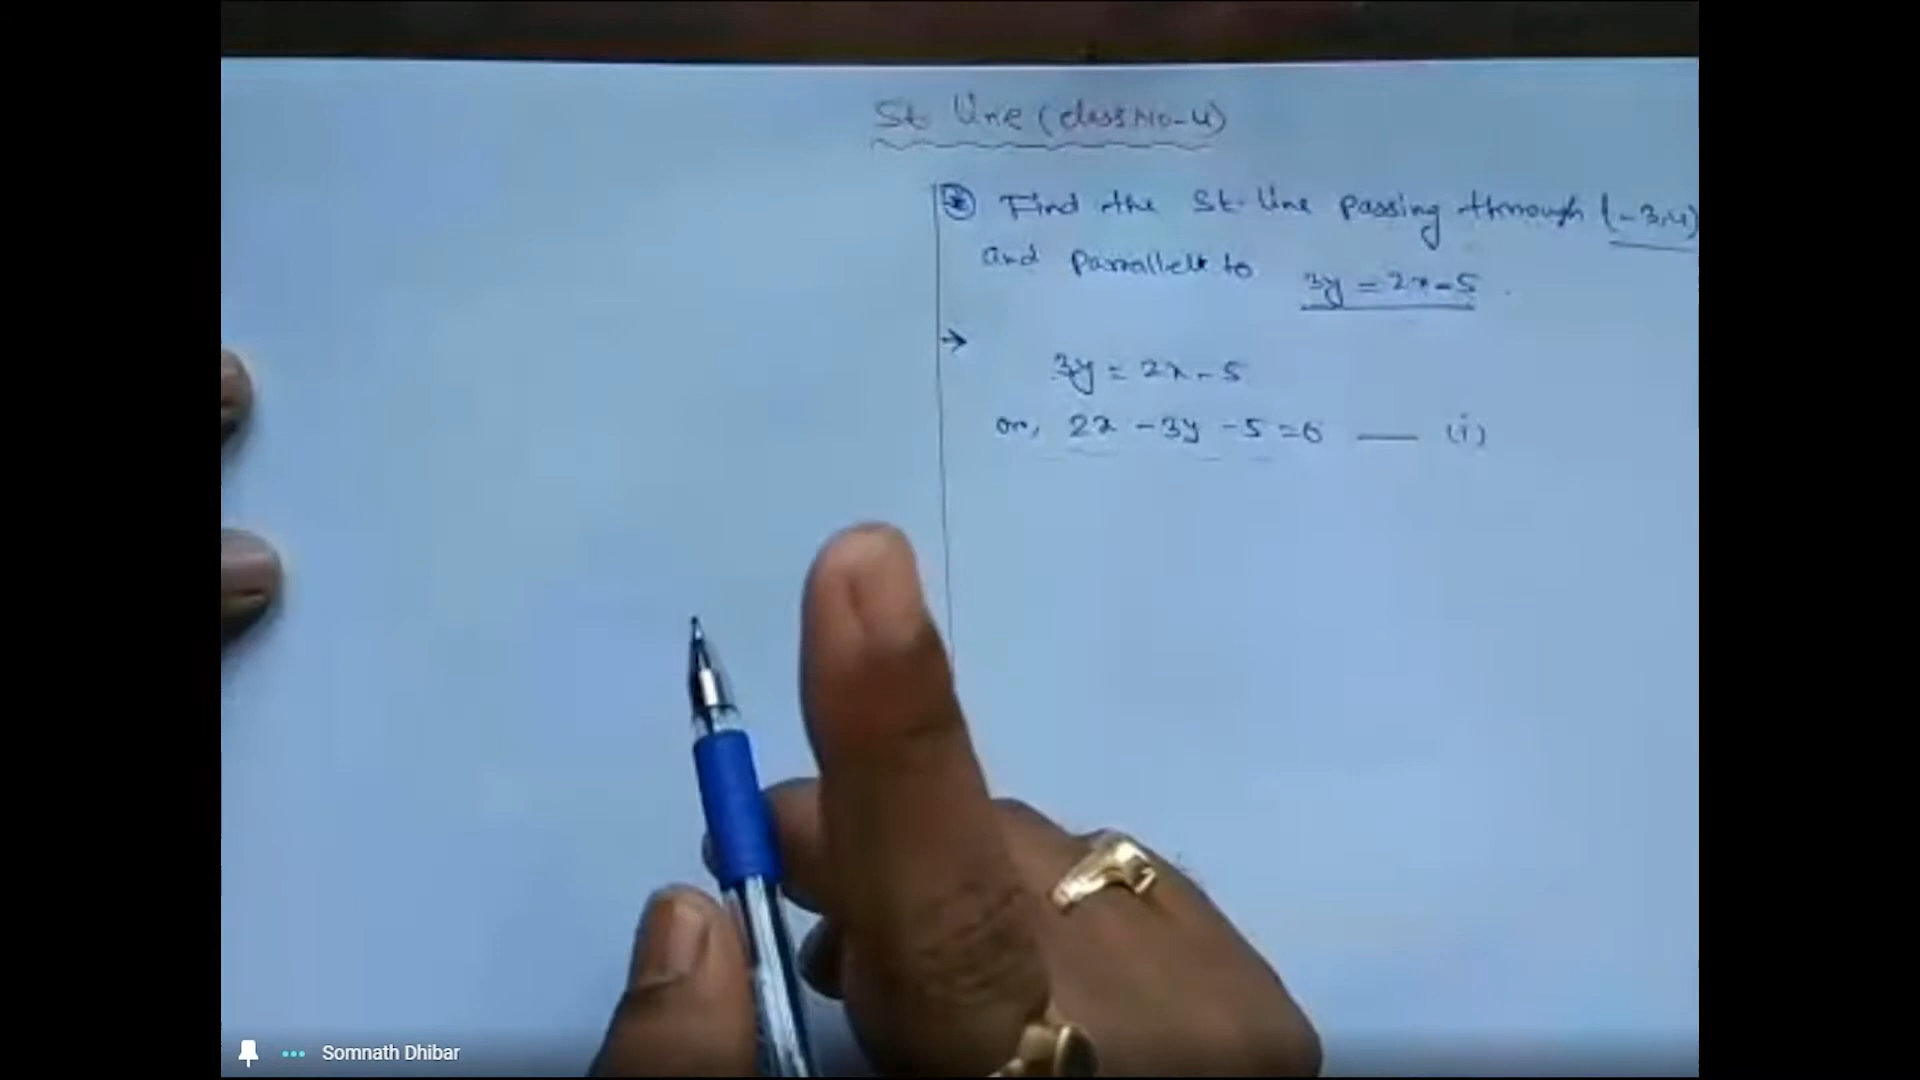 St. line (class No-4)
* Find the St. line passing through (-3,4)
and parallel to 3y = 2x-5.
→
3y = 2x - 5
or, 2x - 3y - 5 = 0 —— (i)
Somnath Dhibar